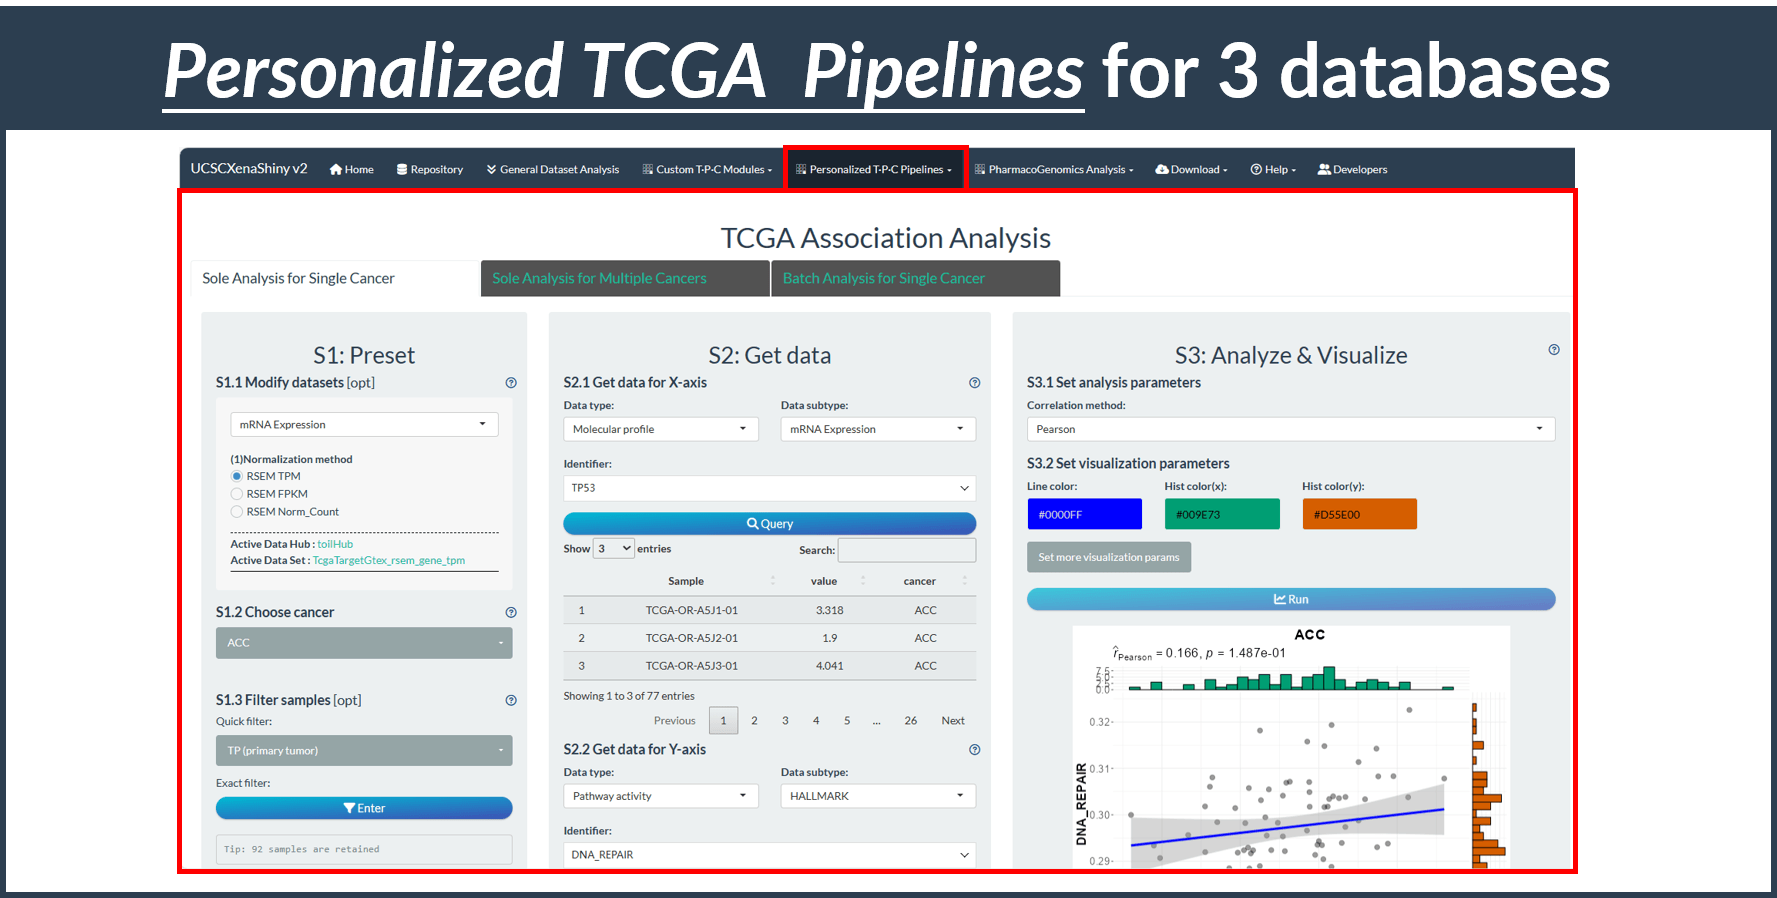 Personalized TCGA Pipelines for 3 databases
UCSCXenaShiny v2 Home Repository General Dataset Analysis Custom T·P·C Modules Personalized T·P·C Pipelines PharmacoGenomics Analysis Download Help Developers
TCGA Association Analysis
Sole Analysis for Single Cancer Sole Analysis for Multiple Cancers Batch Analysis for Single Cancer
S1: Preset
S1.1 Modify datasets [opt]
mRNA Expression
(1)Normalization method
RSEM TPM
RSEM FPKM
RSEM Norm_Count
Active Data Hub : toilHub
Active Data Set : TcgaTargetGtex_rsem_gene_tpm
S1.2 Choose cancer
ACC
S1.3 Filter samples [opt]
Quick filter:
TP (primary tumor)
Exact filter:
Enter
Tip: 92 samples are retained
S2: Get data
S2.1 Get data for X-axis
Data type: Data subtype:
Molecular profile mRNA Expression
Identifier:
TP53
Query
Show 3 entries Search:
Sample value cancer
1 TCGA-OR-A5J1-01 3.318 ACC
2 TCGA-OR-A5J2-01 1.9 ACC
3 TCGA-OR-A5J3-01 4.041 ACC
Showing 1 to 3 of 77 entries
Previous 1 2 3 4 5 ... 26 Next
S2.2 Get data for Y-axis
Data type: Data subtype:
Pathway activity HALLMARK
Identifier:
DNA_REPAIR
S3: Analyze & Visualize
S3.1 Set analysis parameters
Correlation method:
Pearson
S3.2 Set visualization parameters
Line color: Hist color(x): Hist color(y):
#0000FF #009E73 #D55E00
Set more visualization params
Run
ACC
r̂Pearson = 0.166, p = 1.487e-01
7.5
5.0
2.5
0.0
0.32
0.31
0.30
0.29
DNA_REPAIR